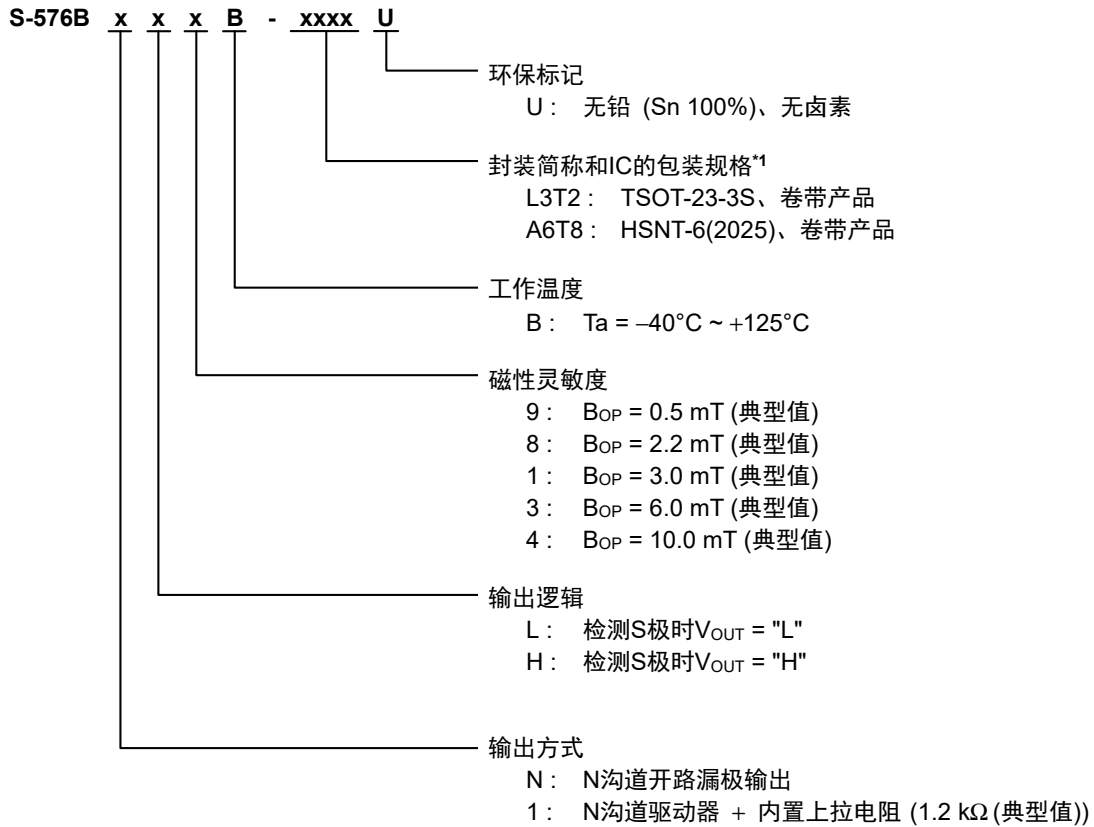 S-576B x x x B - xxxx U
环保标记
U : 无铅 (Sn 100%)、无卤素
封装简称和IC的包装规格*1
L3T2 : TSOT-23-3S、卷带产品
A6T8 : HSNT-6(2025)、卷带产品
工作温度
B : Ta = −40°C ~ +125°C
磁性灵敏度
9 : BOP = 0.5 mT (典型值)
8 : BOP = 2.2 mT (典型值)
1 : BOP = 3.0 mT (典型值)
3 : BOP = 6.0 mT (典型值)
4 : BOP = 10.0 mT (典型值)
输出逻辑
L : 检测S极时VOUT = "L"
H : 检测S极时VOUT = "H"
输出方式
N : N沟道开路漏极输出
1 : N沟道驱动器 + 内置上拉电阻 (1.2 kΩ (典型值))